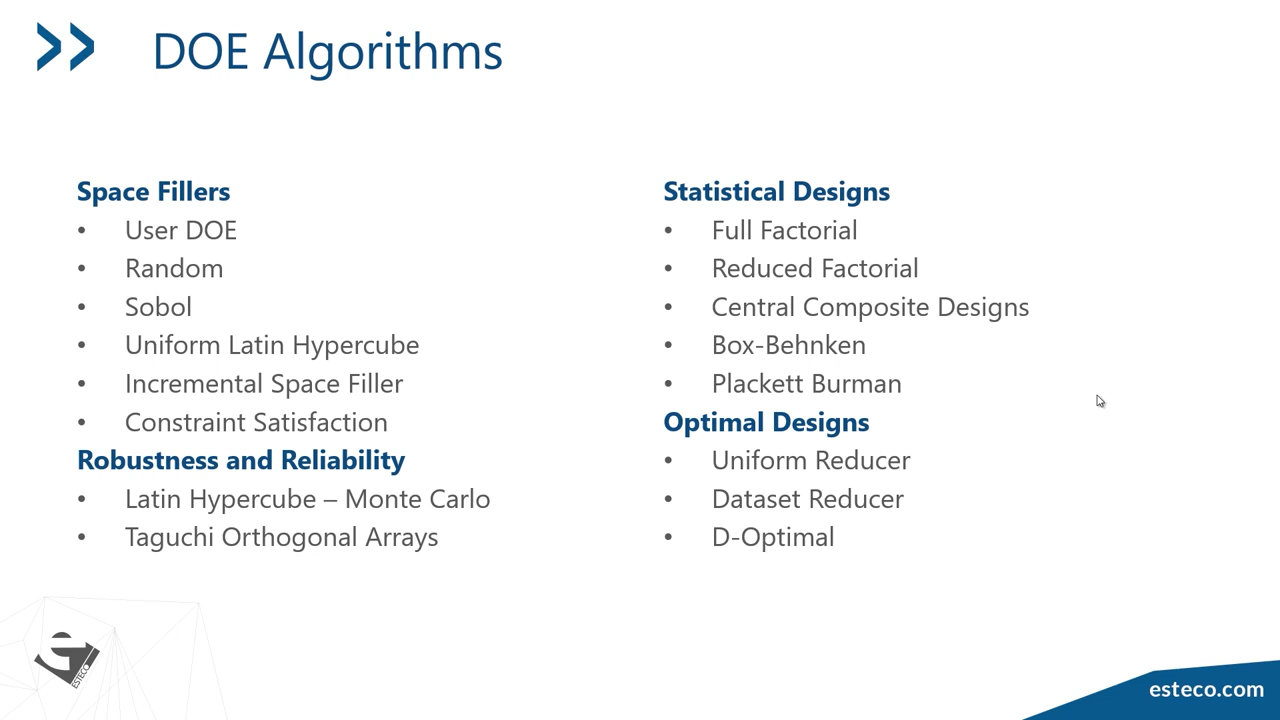 DOE Algorithms
Space Fillers
• User DOE
• Random
• Sobol
• Uniform Latin Hypercube
• Incremental Space Filler
• Constraint Satisfaction
Robustness and Reliability
• Latin Hypercube – Monte Carlo
• Taguchi Orthogonal Arrays
Statistical Designs
• Full Factorial
• Reduced Factorial
• Central Composite Designs
• Box-Behnken
• Plackett Burman
Optimal Designs
• Uniform Reducer
• Dataset Reducer
• D-Optimal
ESTECO
esteco.com